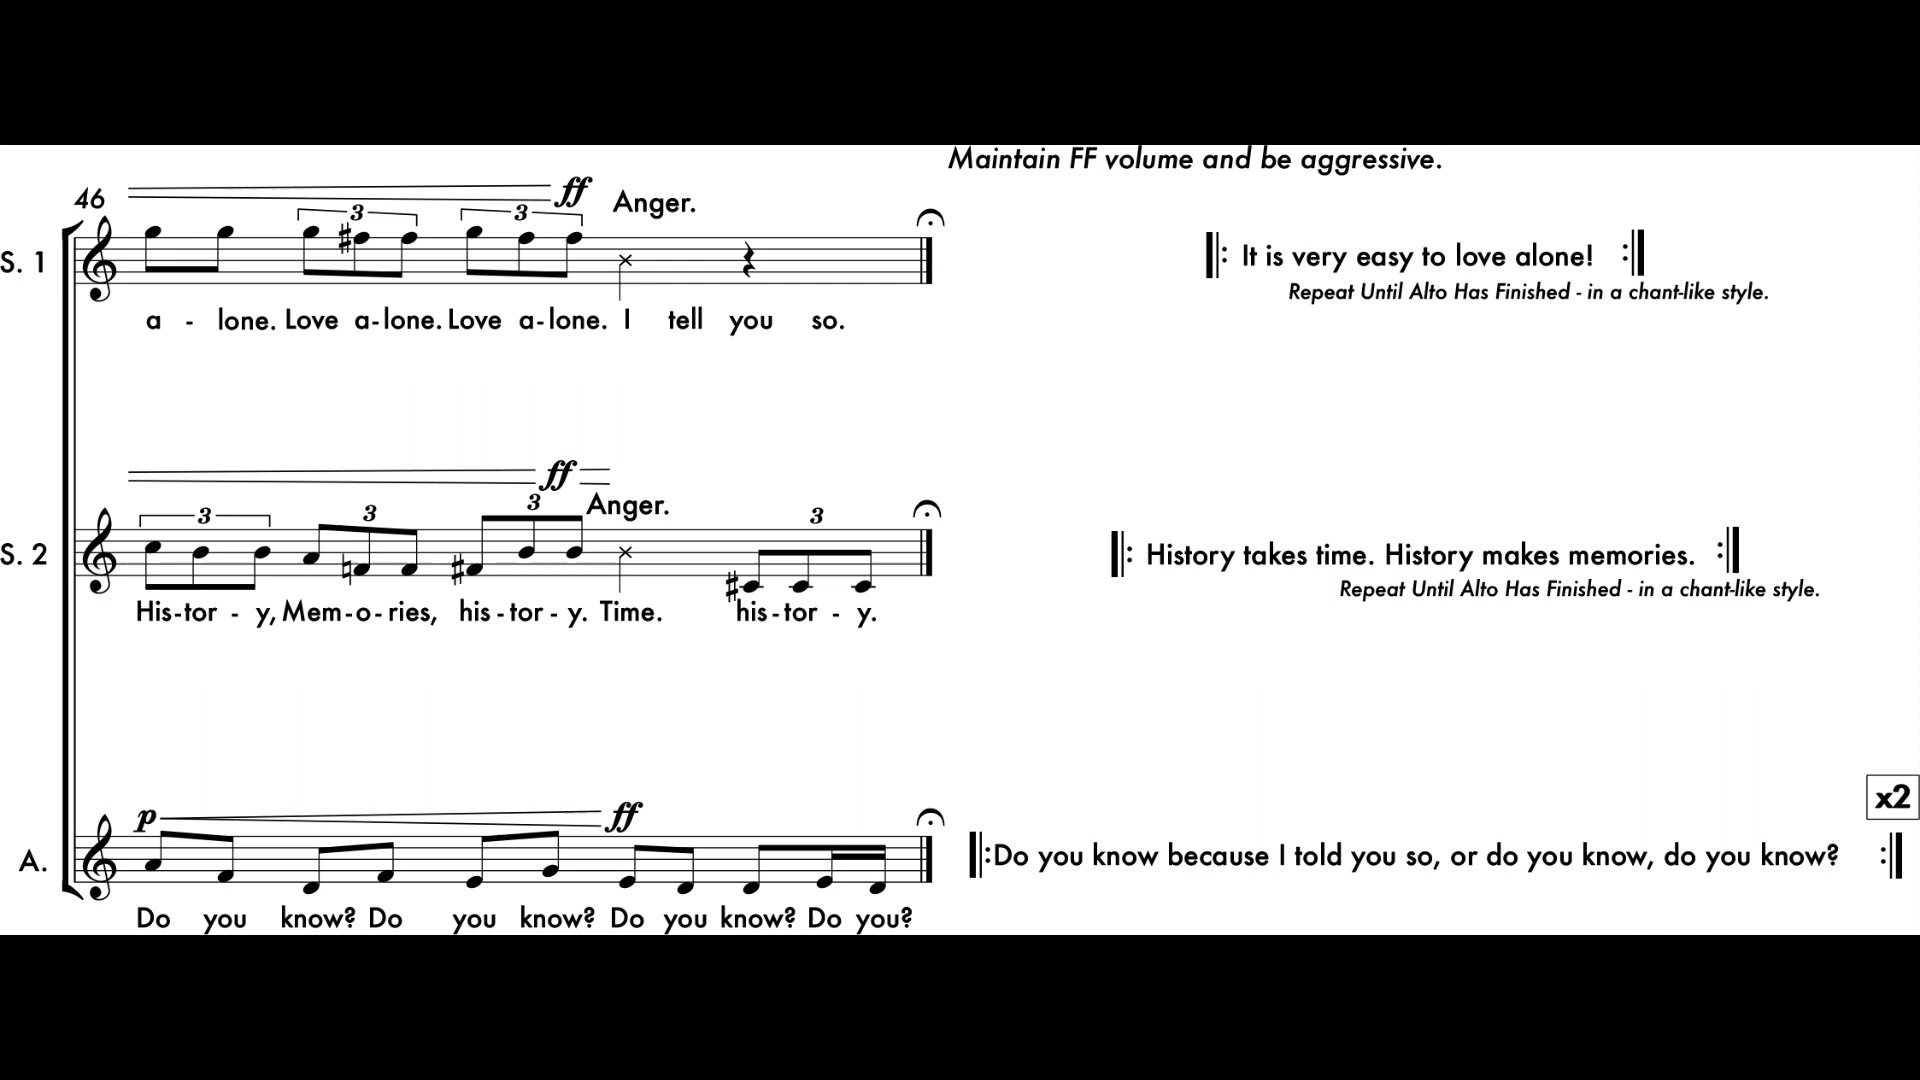 Maintain FF volume and be aggressive.
46
ff
Anger.
3 3
S. 1
It is very easy to love alone!
Repeat Until Alto Has Finished - in a chant-like style.
a - lone. Love a-lone. Love a-lone. I tell you so.
ff
Anger.
3 3 3 3
S. 2
History takes time. History makes memories.
Repeat Until Alto Has Finished - in a chant-like style.
His-tor - y, Mem-o-ries, his-tor - y. Time. his-tor - y.
x2
p ff
A.
Do you know because I told you so, or do you know, do you know?
Do you know? Do you know? Do you know? Do you?